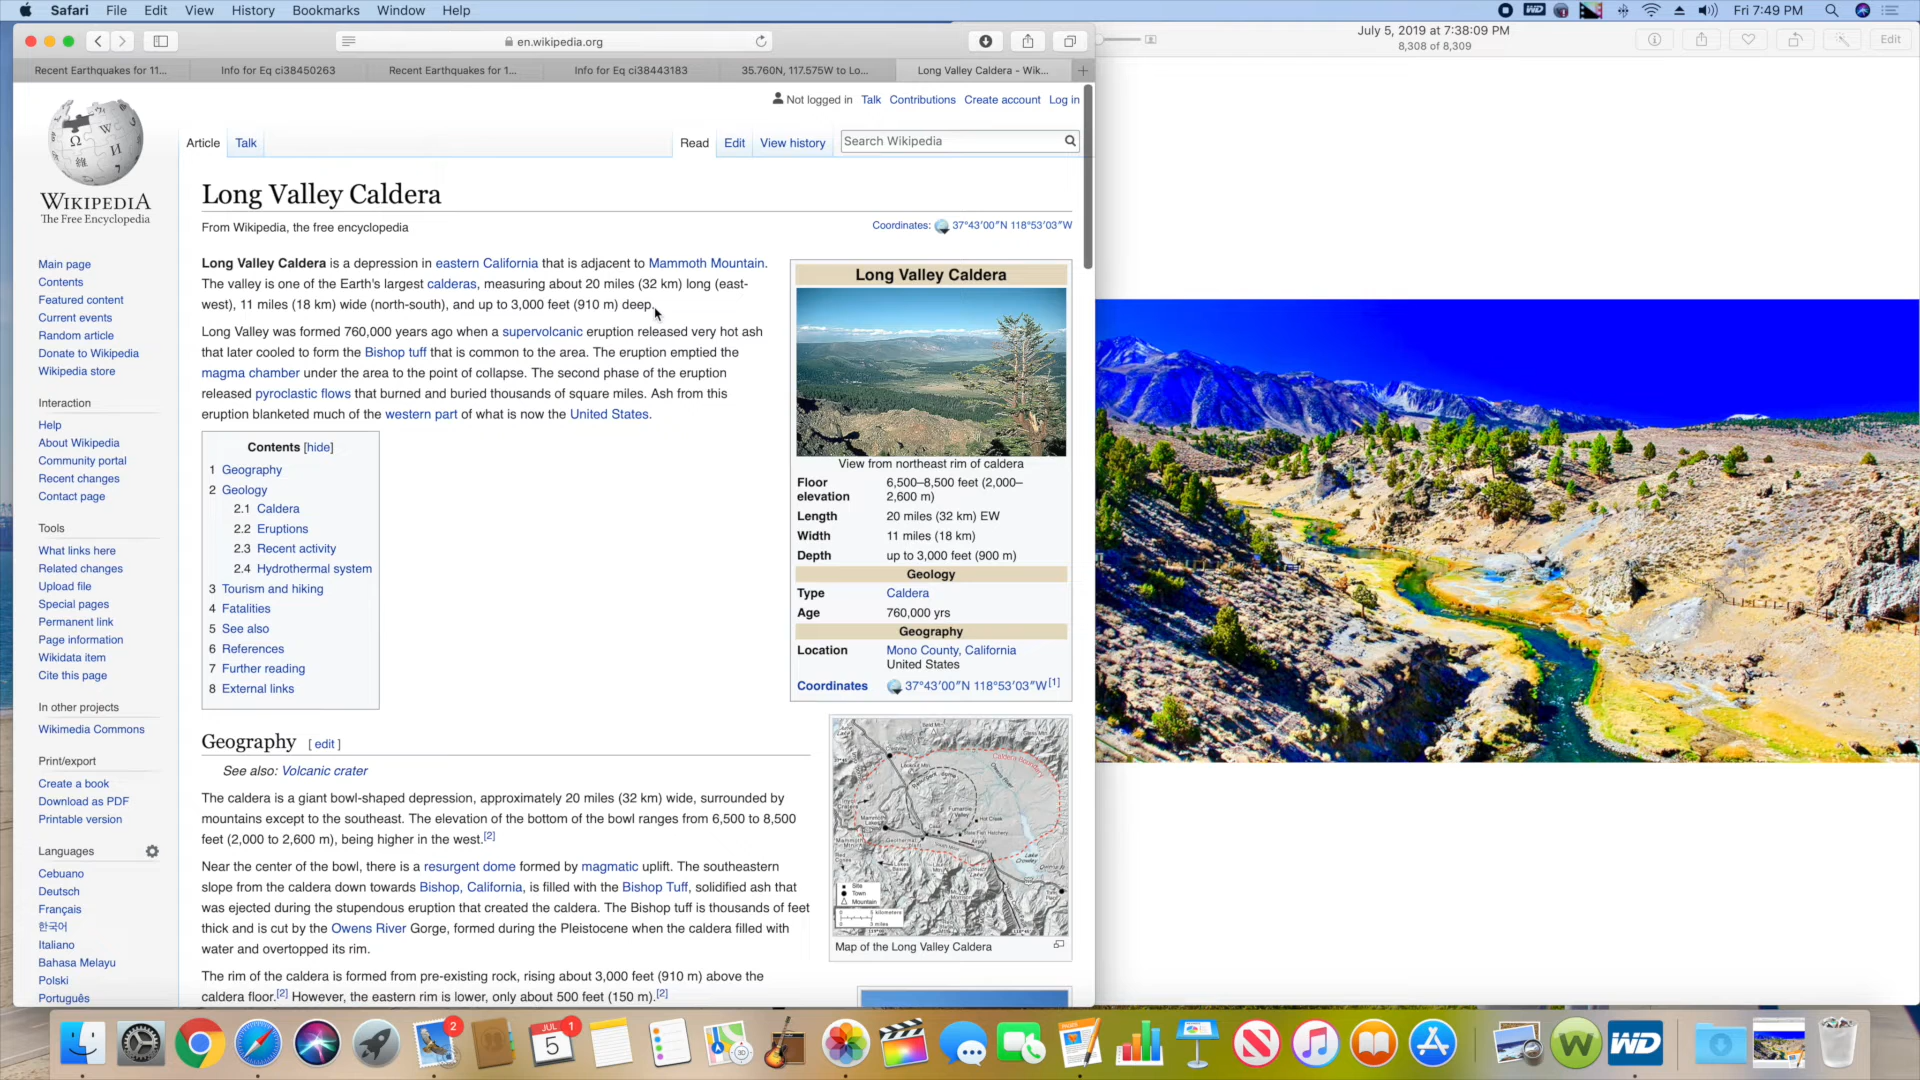 Safari File Edit View History Bookmarks Window Help
WD
Fri 7:49 PM
en.wikipedia.org
July 5, 2019 at 7:38:09 PM
8,308 of 8,309
Edit
Recent Earthquakes for 11...
Info for Eq ci38450263
Recent Earthquakes for 1...
Info for Eq ci38443183
35.760N, 117.575W to Lo...
Long Valley Caldera - Wik...
Not logged in Talk Contributions Create account Log in
Article Talk
Read Edit View history
Search Wikipedia
WIKIPEDIA
The Free Encyclopedia
Main page
Contents
Featured content
Current events
Random article
Donate to Wikipedia
Wikipedia store
Interaction
Help
About Wikipedia
Community portal
Recent changes
Contact page
Tools
What links here
Related changes
Upload file
Special pages
Permanent link
Page information
Wikidata item
Cite this page
In other projects
Wikimedia Commons
Print/export
Create a book
Download as PDF
Printable version
Languages
Cebuano
Deutsch
Français
한국어
Italiano
Bahasa Melayu
Polski
Português
Long Valley Caldera
From Wikipedia, the free encyclopedia
Coordinates: 37°43′00″N 118°53′03″W
Long Valley Caldera is a depression in eastern California that is adjacent to Mammoth Mountain.
The valley is one of the Earth's largest calderas, measuring about 20 miles (32 km) long (east-
west), 11 miles (18 km) wide (north-south), and up to 3,000 feet (910 m) deep.
Long Valley was formed 760,000 years ago when a supervolcanic eruption released very hot ash
that later cooled to form the Bishop tuff that is common to the area. The eruption emptied the
magma chamber under the area to the point of collapse. The second phase of the eruption
released pyroclastic flows that burned and buried thousands of square miles. Ash from this
eruption blanketed much of the western part of what is now the United States.
Contents [hide]
1 Geography
2 Geology
2.1 Caldera
2.2 Eruptions
2.3 Recent activity
2.4 Hydrothermal system
3 Tourism and hiking
4 Fatalities
5 See also
6 References
7 Further reading
8 External links
Long Valley Caldera
View from northeast rim of caldera
Floor elevation 6,500–8,500 feet (2,000–
2,600 m)
Length 20 miles (32 km) EW
Width 11 miles (18 km)
Depth up to 3,000 feet (900 m)
Geology
Type Caldera
Age 760,000 yrs
Geography
Location Mono County, California
United States
Coordinates 37°43′00″N 118°53′03″W[1]
Map of the Long Valley Caldera
Geography [ edit ]
See also: Volcanic crater
The caldera is a giant bowl-shaped depression, approximately 20 miles (32 km) wide, surrounded by
mountains except to the southeast. The elevation of the bottom of the bowl ranges from 6,500 to 8,500
feet (2,000 to 2,600 m), being higher in the west.[2]
Near the center of the bowl, there is a resurgent dome formed by magmatic uplift. The southeastern
slope from the caldera down towards Bishop, California, is filled with the Bishop Tuff, solidified ash that
was ejected during the stupendous eruption that created the caldera. The Bishop tuff is thousands of feet
thick and is cut by the Owens River Gorge, formed during the Pleistocene when the caldera filled with
water and overtopped its rim.
The rim of the caldera is formed from pre-existing rock, rising about 3,000 feet (910 m) above the
caldera floor.[2] However, the eastern rim is lower, only about 500 feet (150 m).[2]
2
JUL
5
1
3D
PAGES
W
WD